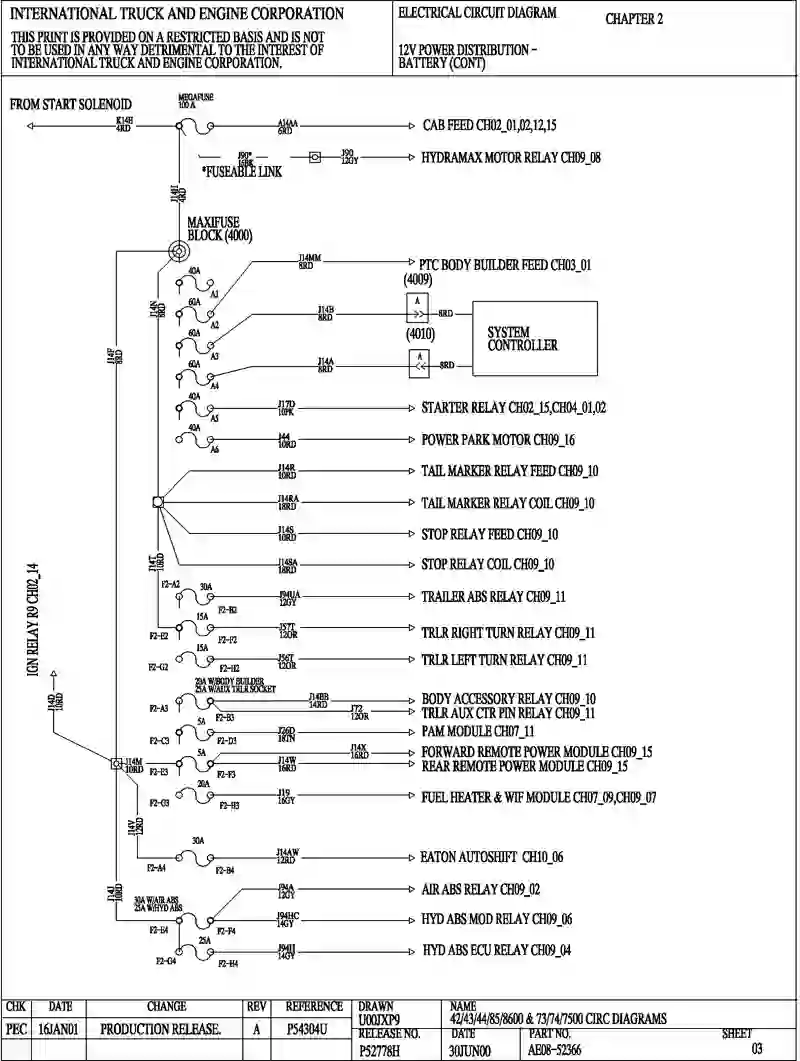 INTERNATIONAL TRUCK AND ENGINE CORPORATION
THIS PRINT IS PROVIDED ON A RESTRICTED BASIS AND IS NOT
TO BE USED IN ANY WAY DETRIMENTAL TO THE INTEREST OF
INTERNATIONAL TRUCK AND ENGINE CORPORATION.
ELECTRICAL CIRCUIT DIAGRAM
CHAPTER 2
12V POWER DISTRIBUTION -
BATTERY (CONT)
FROM START SOLENOID
MEGAFUSE
100 A
K14H
4RD
A14AA
6RD
CAB FEED CH02_01,02,12,15
J90*
15BK
*FUSEABLE LINK
J90
12GY
HYDRAMAX MOTOR RELAY CH09_08
J14H
4RD
MAXIFUSE
BLOCK (4000)
J14F
8RD
J14N
8RD
40A
A1
J14MM
8RD
PTC BODY BUILDER FEED CH03_01
60A
A2
(4009)
A
J14B
8RD
8RD
60A
A3
(4010)
A
SYSTEM
CONTROLLER
J14A
8RD
8RD
60A
A4
40A
A5
J17D
10PK
STARTER RELAY CH02_15,CH04_01,02
40A
A6
J44
10RD
POWER PARK MOTOR CH09_16
J14R
10RD
TAIL MARKER RELAY FEED CH09_10
J14RA
18RD
TAIL MARKER RELAY COIL CH09_10
J14S
10RD
STOP RELAY FEED CH09_10
J14SA
18RD
STOP RELAY COIL CH09_10
J14T
10RD
IGN RELAY R9 CH02_14
F2-A2
30A
F2-B2
J94UA
12GY
TRAILER ABS RELAY CH09_11
15A
F2-E2
F2-F2
J57T
12OR
TRLR RIGHT TURN RELAY CH09_11
15A
F2-G2
F2-H2
J56T
12OR
TRLR LEFT TURN RELAY CH09_11
20A W/BODY BUILDER
25A W/AUX TRLR SOCKET
F2-A3
F2-B3
J14BB
14RD
BODY ACCESSORY RELAY CH09_10
J72
12OR
TRLR AUX CTR PIN RELAY CH09_11
J14D
10RD
5A
F2-C3
F2-D3
J26D
18TN
PAM MODULE CH07_11
J14M
10RD
5A
F2-E3
F2-F3
J14X
16RD
FORWARD REMOTE POWER MODULE CH09_15
J14W
16RD
REAR REMOTE POWER MODULE CH09_15
20A
F2-G3
F2-H3
J19
16GY
FUEL HEATER & WIF MODULE CH07_09,CH09_07
J14V
12RD
30A
F2-A4
F2-B4
J14AW
12RD
EATON AUTOSHIFT CH10_06
J14J
10RD
J94A
12GY
AIR ABS RELAY CH09_02
30A W/AIR ABS
25A W/HYD ABS
F2-E4
F2-F4
J94HC
14GY
HYD ABS MOD RELAY CH09_06
25A
F2-G4
F2-H4
J94H
14GY
HYD ABS ECU RELAY CH09_04
CHK DATE CHANGE REV REFERENCE
PEC 16JAN01 PRODUCTION RELEASE. A P54304U
DRAWN
U00JXP9
NAME
42/43/44/85/8600 & 73/74/7500 CIRC DIAGRAMS
RELEASE NO.
P52778H
DATE
30JUN00
PART NO.
AE08-52366
SHEET
03